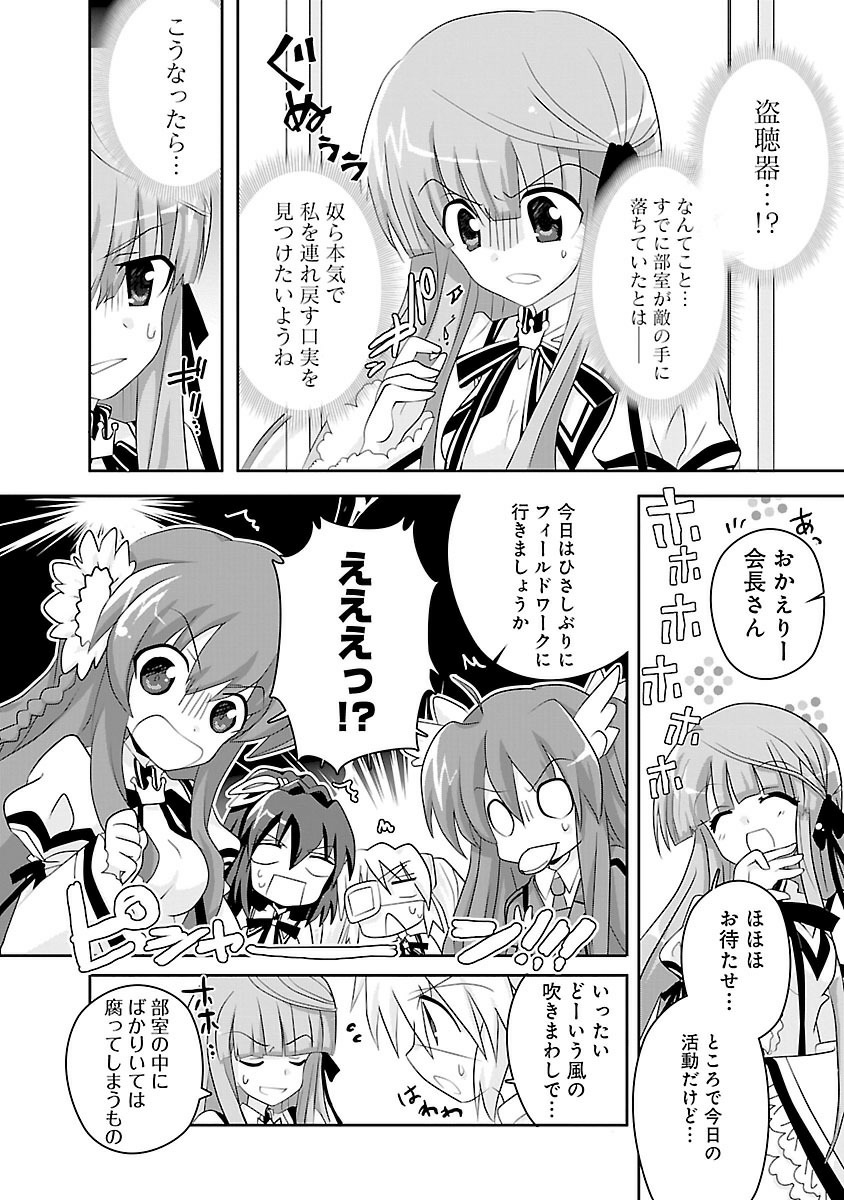 盗聴器…!?
なんてこと…
すでに部室が敵の手に
落ちていたとは――
ぐぬぅぅ
パパパ
奴ら本気で
私を連れ戻す口実を
見つけたいようね
こうなったら…
ギギ…
あっ
おかえりー
会長さん
ホホホホホホ
ほほほ
お待たせ…
ところで今日の
活動だけど…
今日はひさしぶりに
フィールドワークに
行きましょうか
えええっ!?
ピシャーーン!!!
いったい
どーいう風の
吹きまわしで…
はわわ
ホホホ…
部室の中に
ばかりいては
腐ってしまうもの